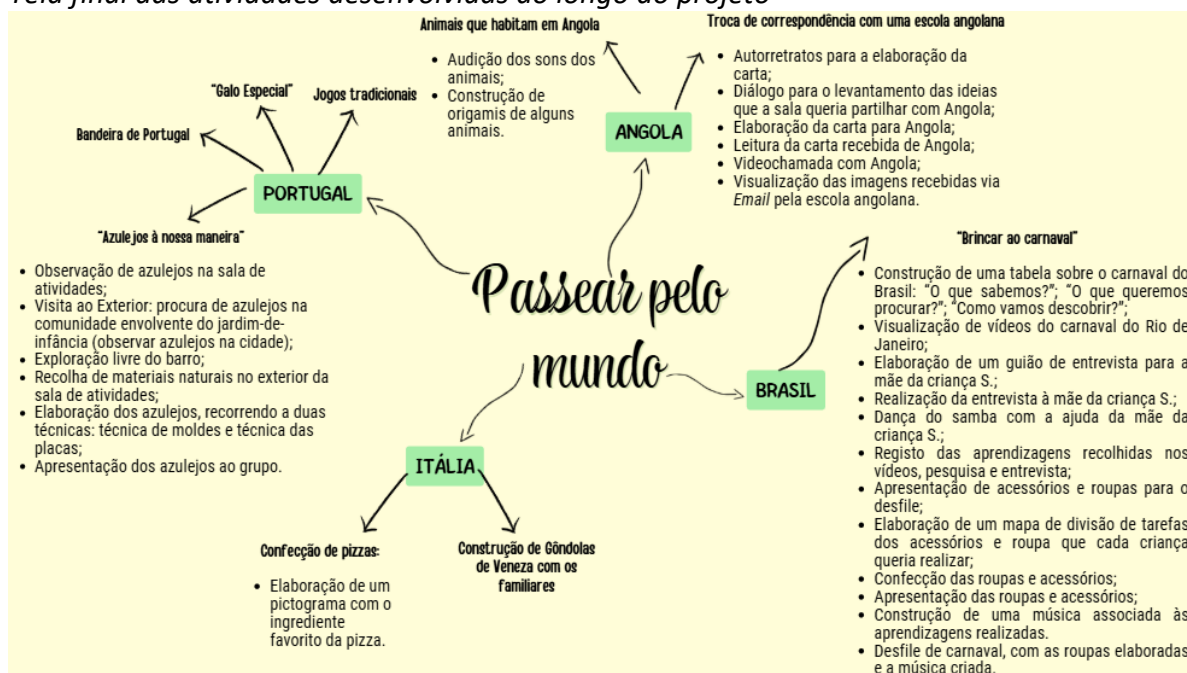 Teia final das atividades desenvolvidas ao longo do projeto
Animais que habitam em Angola
• Audição dos sons dos
animais;
• Construção de
origamis de alguns
animais.
Troca de correspondência com uma escola angolana
• Autorretratos para a elaboração da
carta;
• Diálogo para o levantamento das ideias
que a sala queria partilhar com Angola;
• Elaboração da carta para Angola;
• Leitura da carta recebida de Angola;
• Videochamada com Angola;
• Visualização das imagens recebidas via
Email pela escola angolana.
ANGOLA
"Galo Especial"
Jogos tradicionais
Bandeira de Portugal
PORTUGAL
"Azulejos à nossa maneira"
• Observação de azulejos na sala de
atividades;
• Visita ao Exterior: procura de azulejos na
comunidade envolvente do jardim-de-
infância (observar azulejos na cidade);
• Exploração livre do barro;
• Recolha de materiais naturais no exterior da
sala de atividades;
• Elaboração dos azulejos, recorrendo a duas
técnicas: técnica de moldes e técnica das
placas;
• Apresentação dos azulejos ao grupo.
Passear pelo
mundo
BRASIL
"Brincar ao carnaval"
• Construção de uma tabela sobre o carnaval do
Brasil: "O que sabemos?"; "O que queremos
procurar?"; "Como vamos descobrir?";
• Visualização de vídeos do carnaval do Rio de
Janeiro;
• Elaboração de um guião de entrevista para a
mãe da criança S.;
• Realização da entrevista à mãe da criança S.;
• Dança do samba com a ajuda da mãe da
criança S.;
• Registo das aprendizagens recolhidas nos
vídeos, pesquisa e entrevista;
• Apresentação de acessórios e roupas para o
desfile;
• Elaboração de um mapa de divisão de tarefas
dos acessórios e roupa que cada criança
queria realizar;
• Confecção das roupas e acessórios;
• Apresentação das roupas e acessórios;
• Construção de uma música associada às
aprendizagens realizadas.
• Desfile de carnaval, com as roupas elaboradas
e a música criada.
ITÁLIA
Confecção de pizzas:
• Elaboração de um
pictograma com o
ingrediente
favorito da pizza.
Construção de Gôndolas
de Veneza com os
familiares